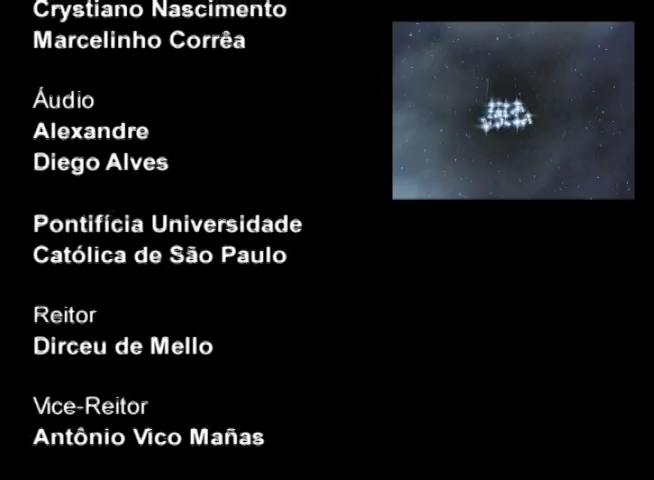 Crystiano Nascimento
Marcelinho Corrêa
Áudio
Alexandre
Diego Alves
Pontifícia Universidade
Católica de São Paulo
Reitor
Dirceu de Mello
Vice-Reitor
Antônio Vico Mañas